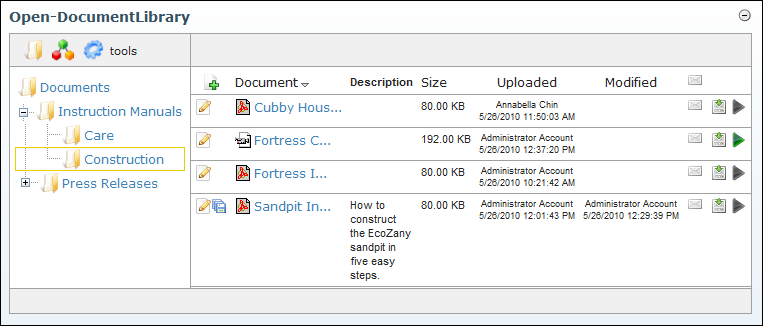 Open-DocumentLibrary
tools
Documents
Instruction Manuals
Care
Construction
Press Releases
Document Description Size Uploaded Modified
Cubby Hous... 80.00 KB Annabella Chin
5/26/2010 11:50:03 AM
Fortress C... 192.00 KB Administrator Account
5/26/2010 12:37:20 PM
Fortress I... 80.00 KB Administrator Account
5/26/2010 10:21:42 AM
Sandpit In... How to 80.00 KB Administrator Account Administrator Account
construct 5/26/2010 12:01:43 PM 5/26/2010 12:29:39 PM
the EcoZany
sandpit in
five easy
steps.